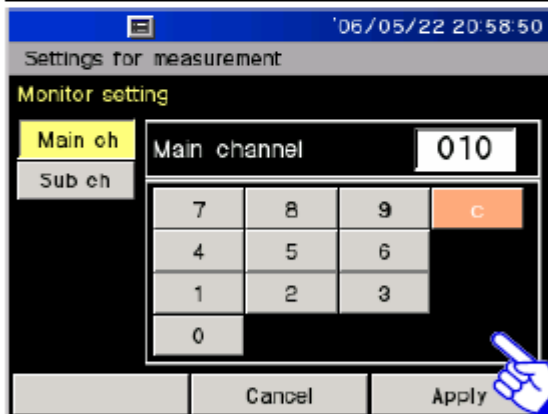 '06/05/22 20:58:50
Settings for measurement
Monitor setting
Main ch
Main channel 010
Sub ch
7 8 9 C
4 5 6
1 2 3
0
Cancel Apply